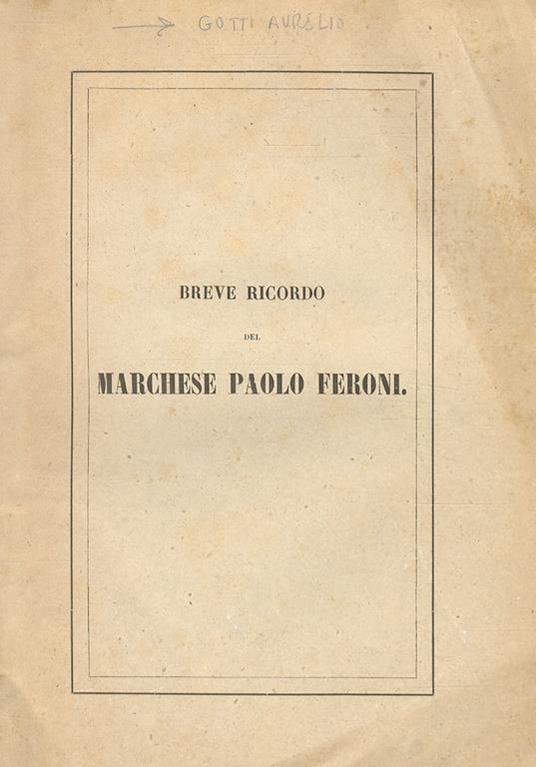 → GOTTI AURELIO
BREVE RICORDO
DEL
MARCHESE PAOLO FERONI.